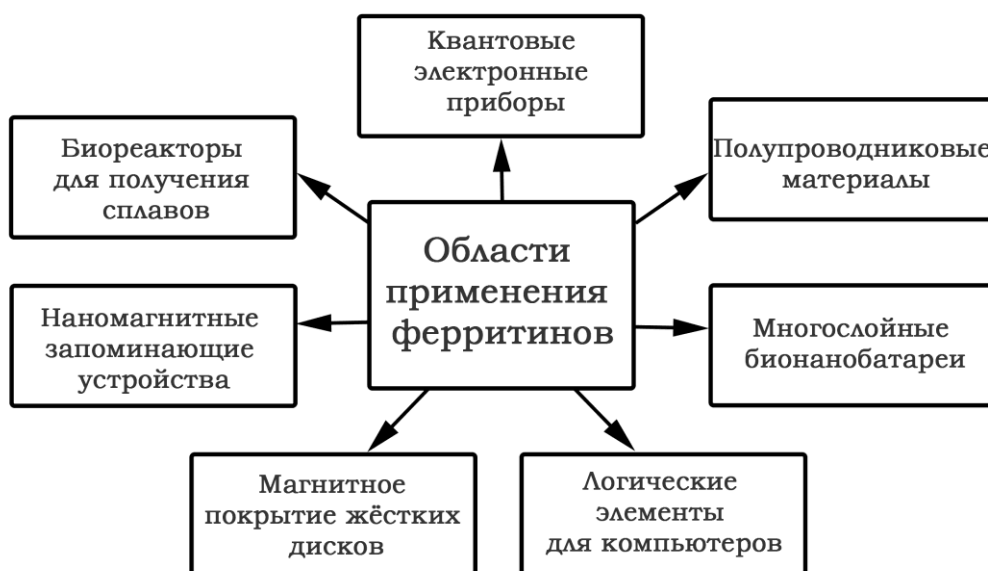 Квантовые
электронные
приборы
Биореакторы
для получения
сплавов
Полупроводниковые
материалы
Области
применения
ферритинов
Наномагнитные
запоминающие
устройства
Многослойные
бионанобатареи
Магнитное
покрытие жёстких
дисков
Логические
элементы
для компьютеров